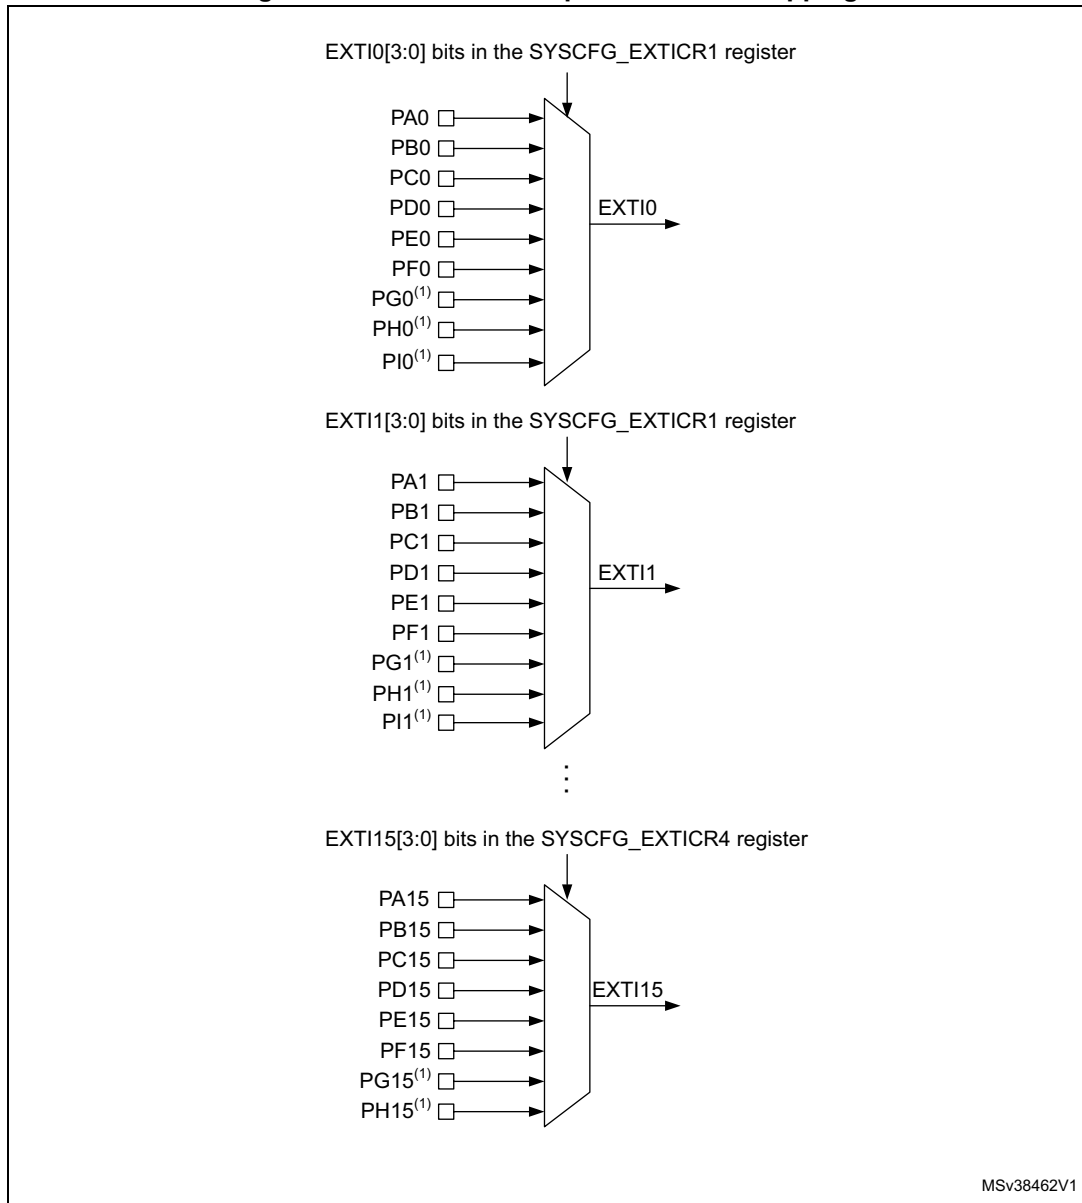 EXTI0[3:0] bits in the SYSCFG_EXTICR1 register
PA0
PB0
PC0
PD0
EXTI0
PE0
PF0
PG0(1)
PH0(1)
PI0(1)
EXTI1[3:0] bits in the SYSCFG_EXTICR1 register
PA1
PB1
PC1
PD1
EXTI1
PE1
PF1
PG1(1)
PH1(1)
PI1(1)
EXTI15[3:0] bits in the SYSCFG_EXTICR4 register
PA15
PB15
PC15
PD15
EXTI15
PE15
PF15
PG15(1)
PH15(1)
MSv38462V1